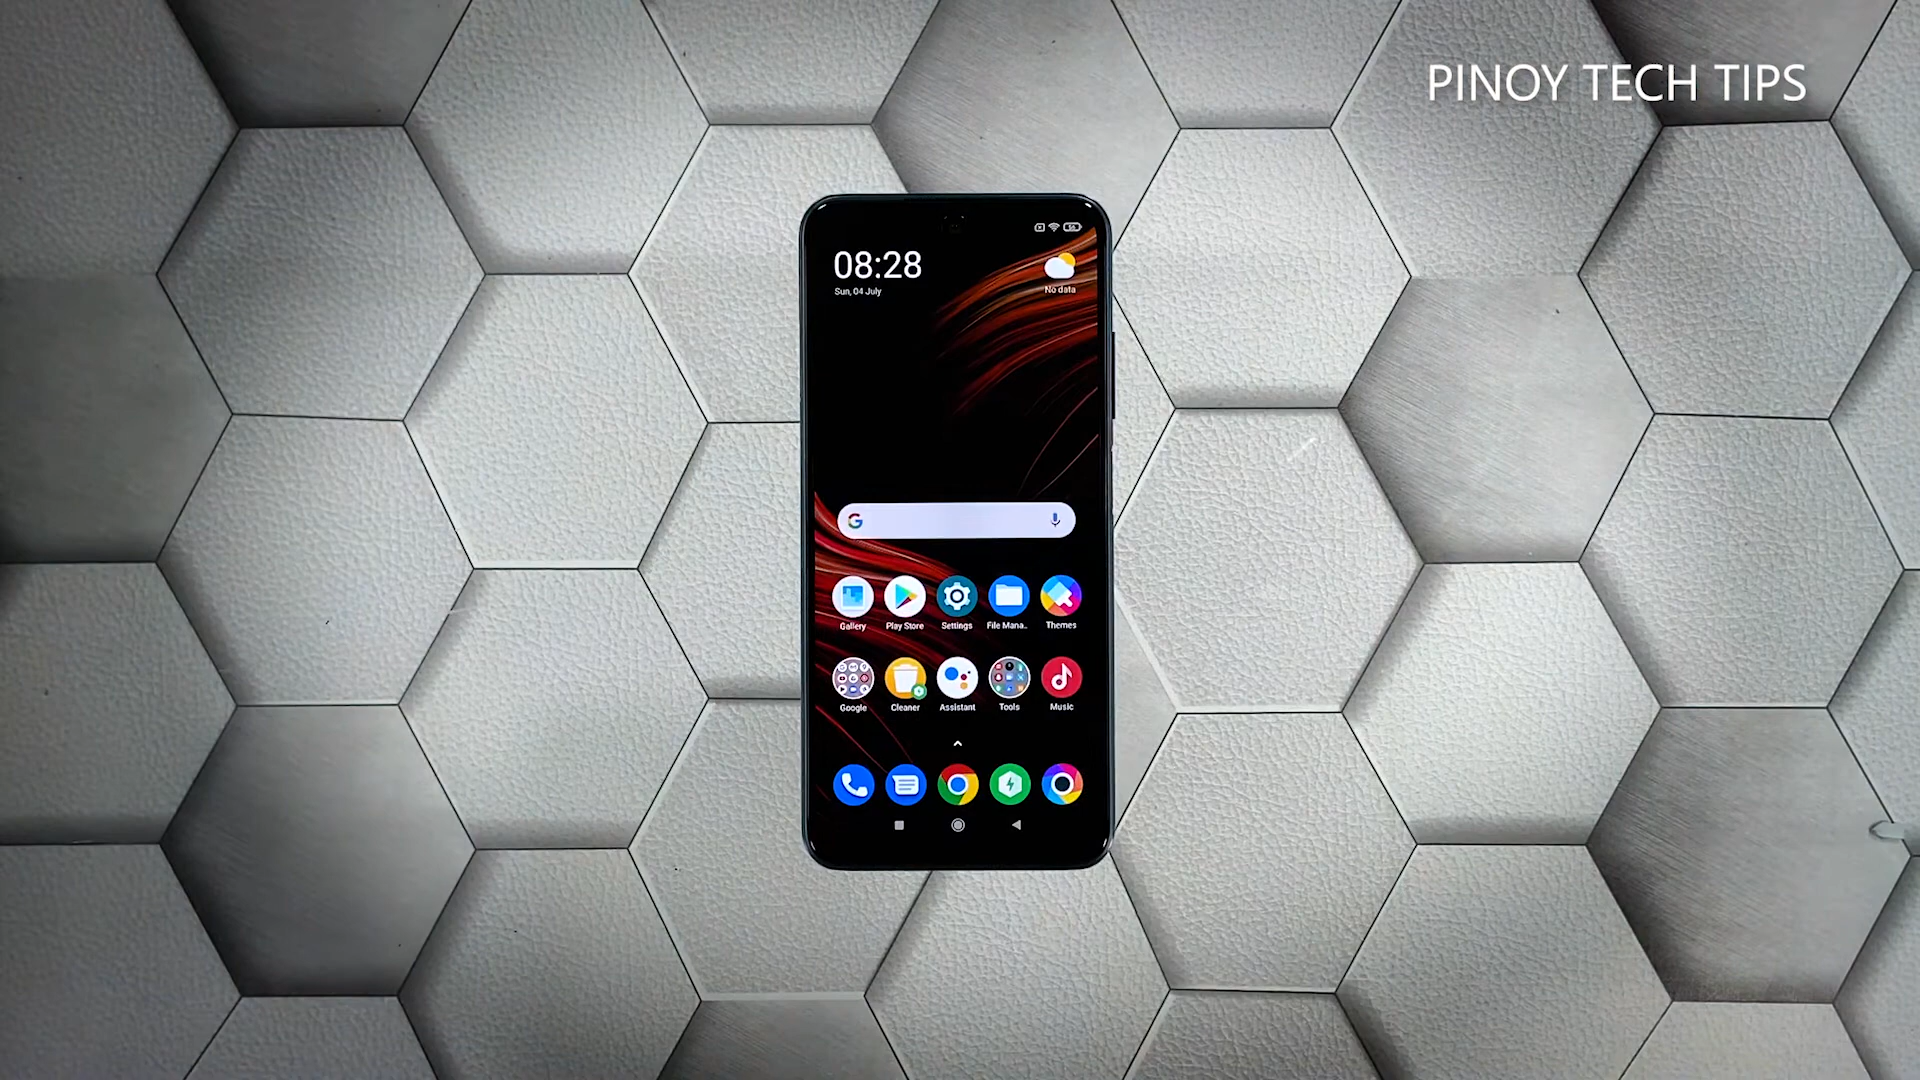 PINOY TECH TIPS
08:28
Sun, 04 July
No data
Gallery
Play Store
Settings
File Mana..
Themes
Google
Cleaner
Assistant
Tools
Music